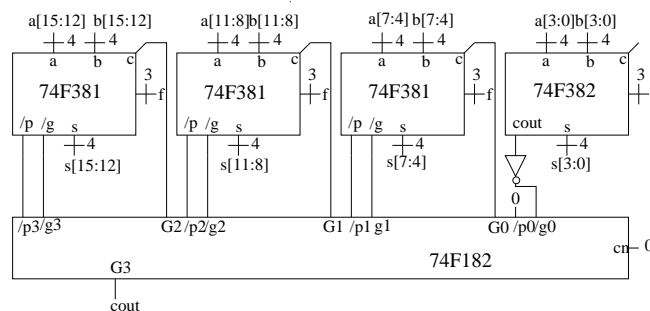 a[15:12] b[15:12] a[11:8]b[11:8] a[7:4] b[7:4] a[3:0]b[3:0]
4 4 4 4 4 4 4 4
a b c a b c a b c a b c
3 3 3 3
74F381 f 74F381 f 74F381 f 74F382
/p /g s /p /g s /p /g s cout s
4 4 4 4
s[15:12] s[11:8] s[7:4] s[3:0]
0
/p3/g3 G2/p2/g2 G1 /p1 g1 G0 /p0/g0
cn 0
74F182
G3
cout